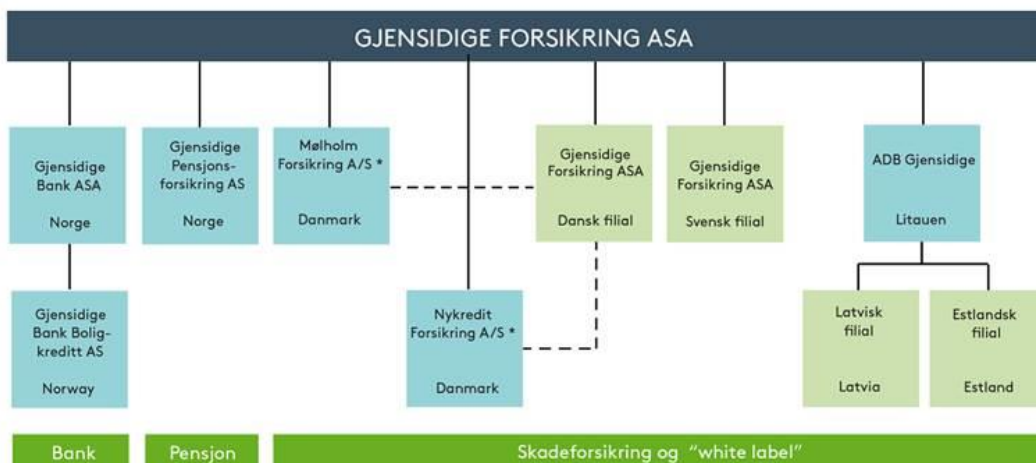 GJENSIDIGE FORSIKRING ASA
Gjensidige
Bank ASA
Norge
Gjensidige
Pensjons-
forsikring AS
Norge
Mølholm
Forsikring A/S *
Danmark
Gjensidige
Forsikring ASA
Dansk filial
Gjensidige
Forsikring ASA
Svensk filial
ADB Gjensidige
Litauen
Gjensidige
Bank Bolig-
kreditt AS
Norway
Nykredit
Forsikring A/S *
Danmark
Latvisk
filial
Latvia
Estlandsk
filial
Estland
Bank
Pensjon
Skadeforsikring og "white label"